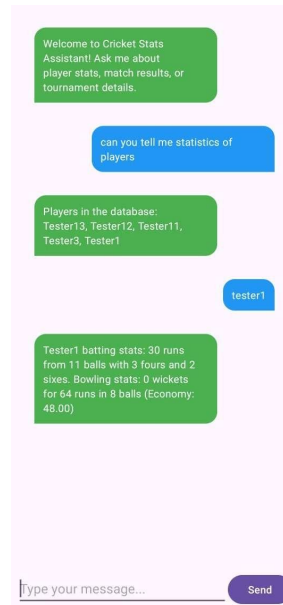 Welcome to Cricket Stats
Assistant! Ask me about
player stats, match results, or
tournament details.
can you tell me statistics of
players
Players in the database:
Tester13, Tester12, Tester11,
Tester3, Tester1
tester1
Tester1 batting stats: 30 runs
from 11 balls with 3 fours and 2
sixes. Bowling stats: 0 wickets
for 64 runs in 8 balls (Economy:
48.00)
Type your message...
Send